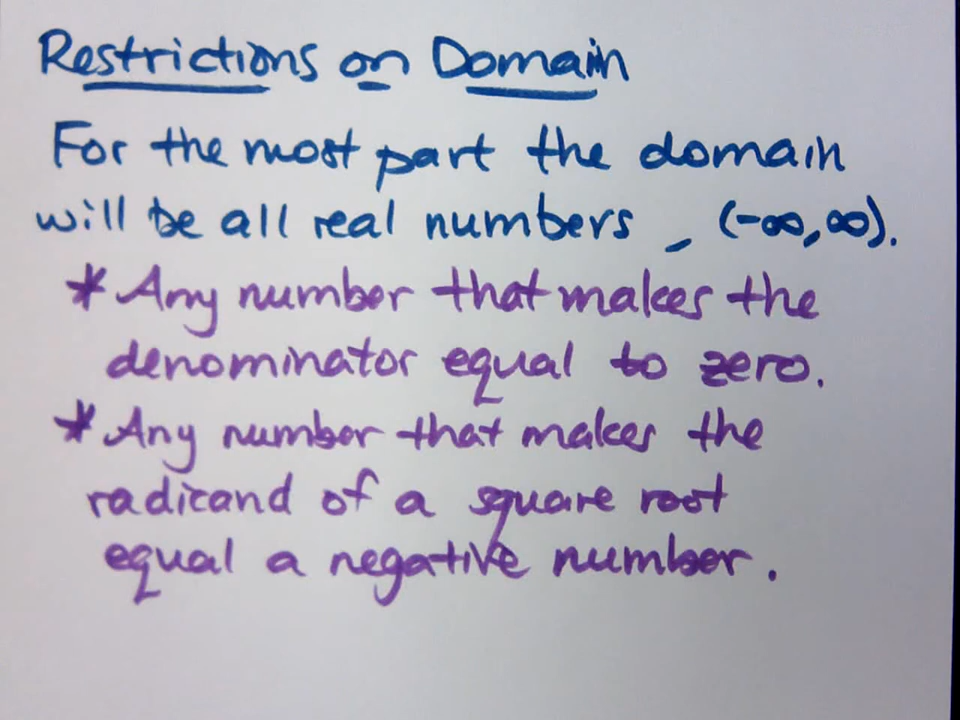 Restrictions on Domain
For the most part the domain
will be all real numbers, (-∞,∞).
* Any number that makes the
denominator equal to zero.
* Any number that makes the
radicand of a square root
equal a negative number.